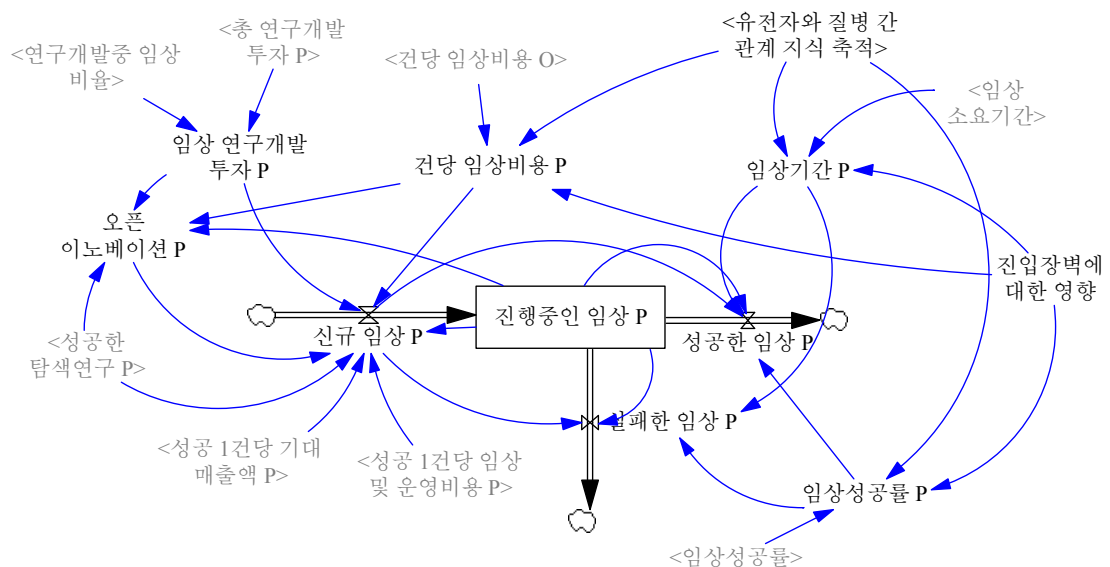 <연구개발중 임상
비율>
<총 연구개발
투자 P>
<건당 임상비용 O>
<유전자와 질병 간
관계 지식 축적>
<임상
소요기간>
임상 연구개발
투자 P
건당 임상비용 P
임상기간 P
오픈
이노베이션 P
진입장벽에
대한 영향
진행중인 임상 P
신규 임상 P
성공한 임상 P
<성공한
탐색연구 P>
실패한 임상 P
<성공 1건당 기대
매출액 P>
<성공 1건당 임상
및 운영비용 P>
임상성공률 P
<임상성공률>